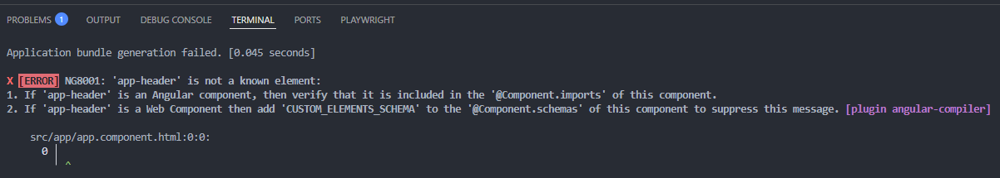 PROBLEMS 1 OUTPUT DEBUG CONSOLE TERMINAL PORTS PLAYWRIGHT
Application bundle generation failed. [0.045 seconds]
X [ERROR] NG8001: 'app-header' is not a known element:
1. If 'app-header' is an Angular component, then verify that it is included in the '@Component.imports' of this component.
2. If 'app-header' is a Web Component then add 'CUSTOM_ELEMENTS_SCHEMA' to the '@Component.schemas' of this component to suppress this message. [plugin angular-compiler]
src/app/app.component.html:0:0:
0 │
^